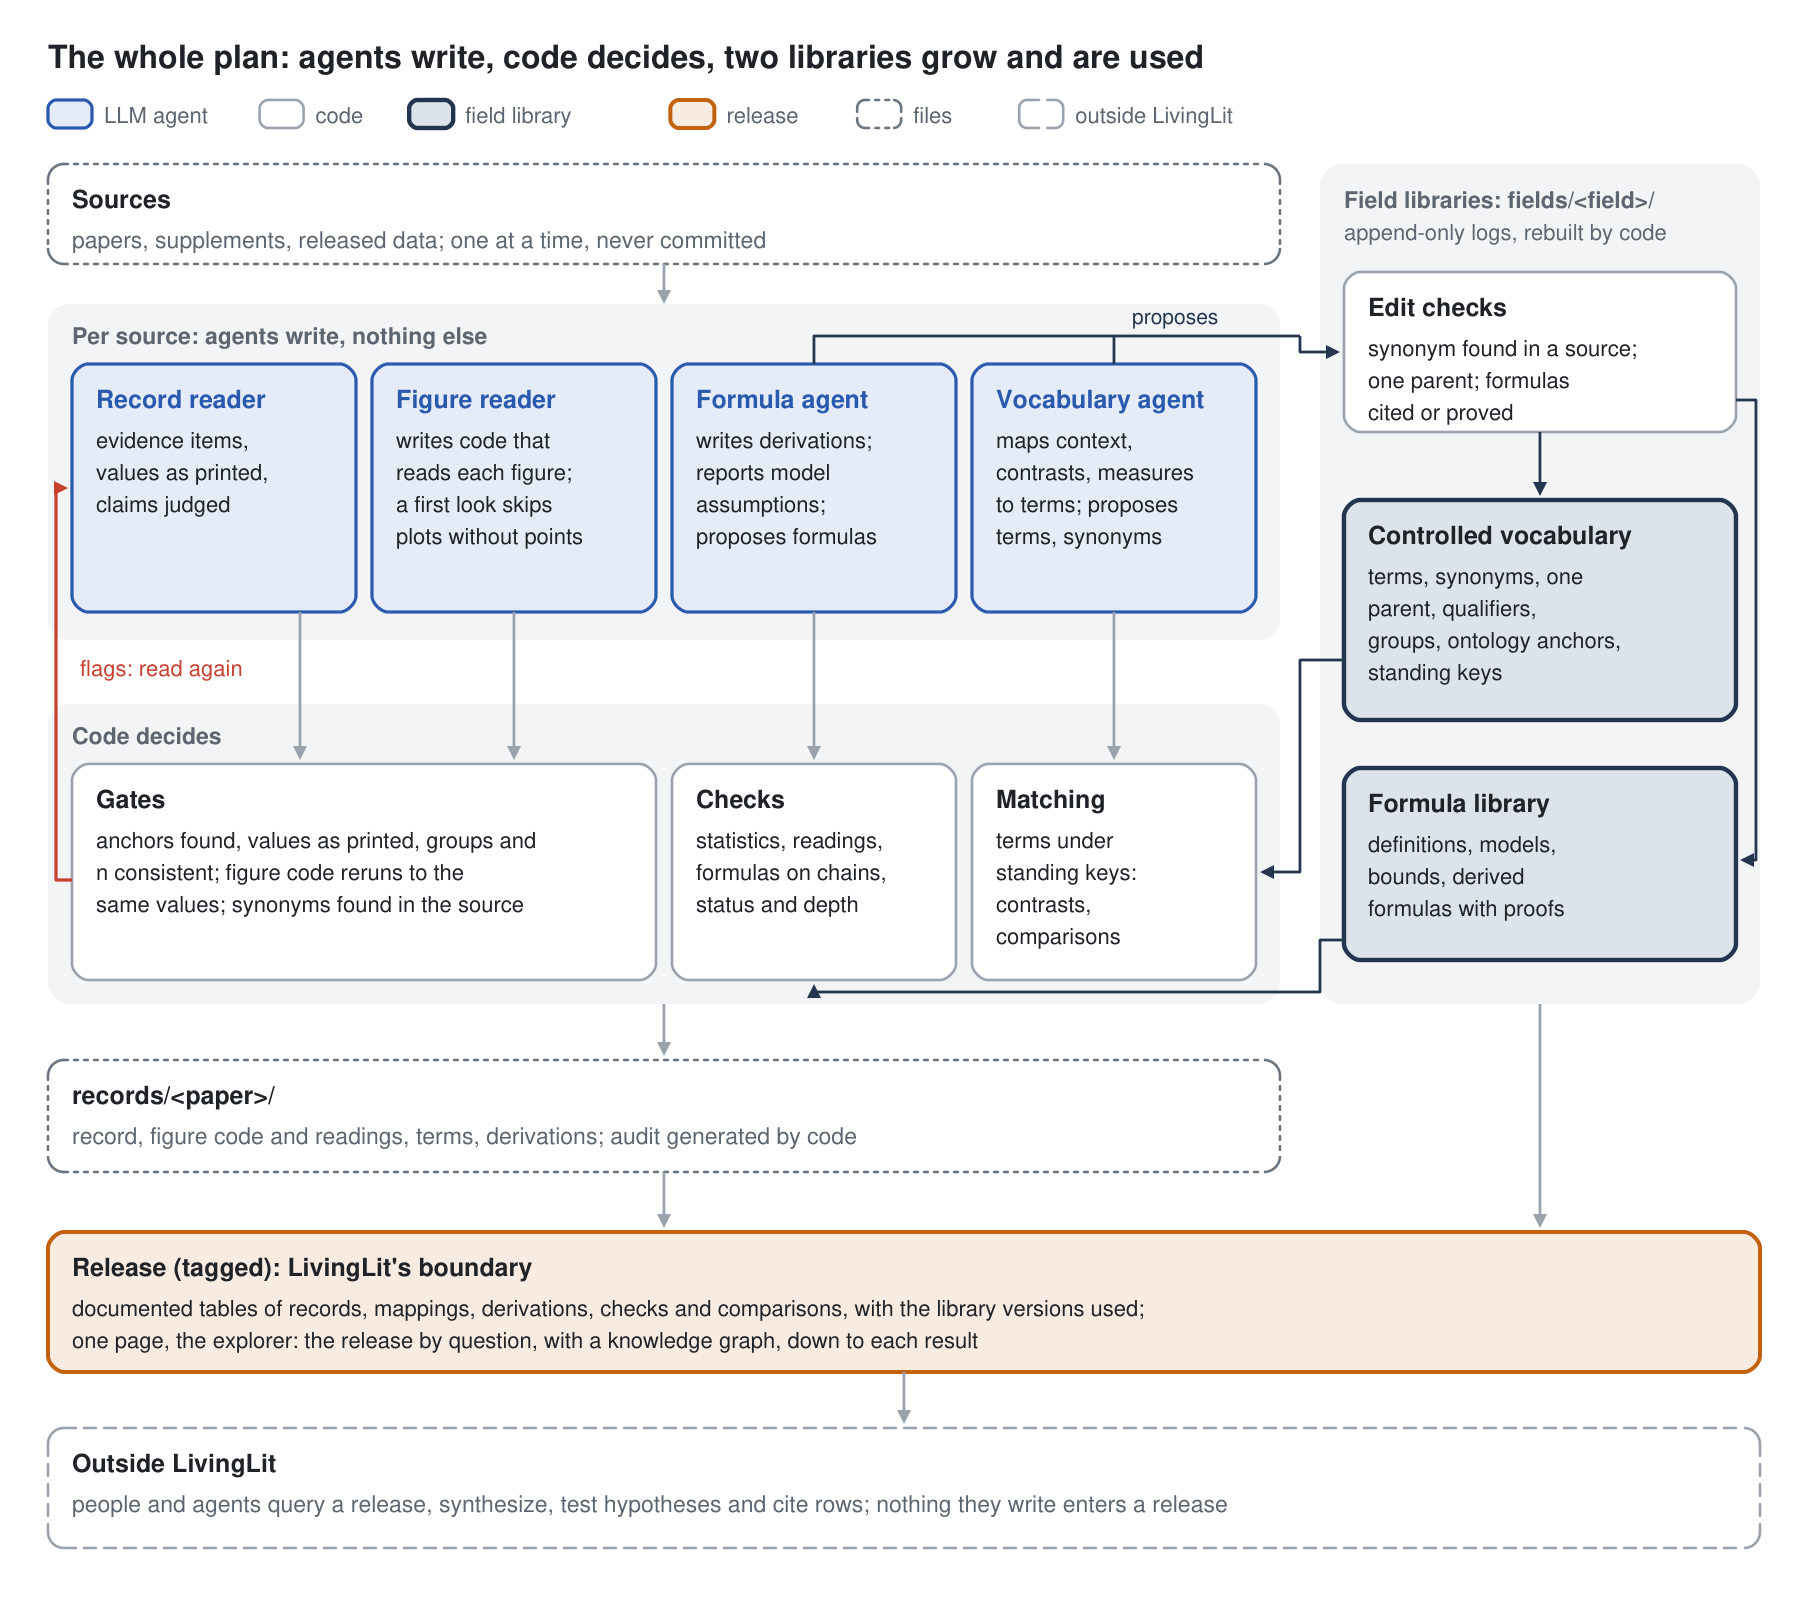 The whole plan: agents write, code decides, two libraries grow and are used
LLM agent
code
field library
release
files
outside LivingLit
Sources
papers, supplements, released data; one at a time, never committed
Field libraries: fields/<field>/
append-only logs, rebuilt by code
Per source: agents write, nothing else
proposes
Record reader
evidence items,
values as printed,
claims judged
Figure reader
writes code that
reads each figure;
a first look skips
plots without points
Formula agent
writes derivations;
reports model
assumptions;
proposes formulas
Vocabulary agent
maps context,
contrasts, measures
to terms; proposes
terms, synonyms
Edit checks
synonym found in a source;
one parent; formulas
cited or proved
Controlled vocabulary
terms, synonyms, one
parent, qualifiers,
groups, ontology anchors,
standing keys
flags: read again
Code decides
Gates
anchors found, values as printed, groups and
n consistent; figure code reruns to the
same values; synonyms found in the source
Checks
statistics, readings,
formulas on chains,
status and depth
Matching
terms under
standing keys:
contrasts,
comparisons
Formula library
definitions, models,
bounds, derived
formulas with proofs
records/<paper>/
record, figure code and readings, terms, derivations; audit generated by code
Release (tagged): LivingLit's boundary
documented tables of records, mappings, derivations, checks and comparisons, with the library versions used;
one page, the explorer: the release by question, with a knowledge graph, down to each result
Outside LivingLit
people and agents query a release, synthesize, test hypotheses and cite rows; nothing they write enters a release